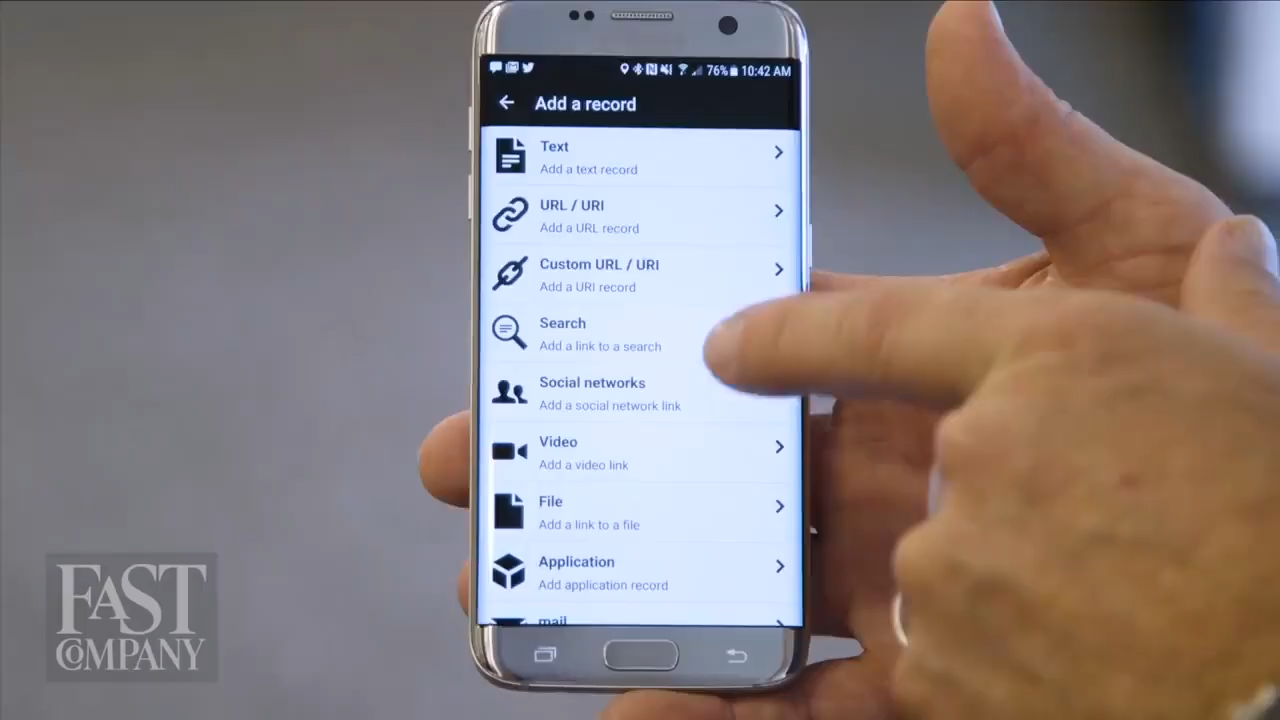 76% 10:42 AM
Add a record
Text
Add a text record
URL / URI
Add a URL record
Custom URL / URI
Add a URI record
Search
Add a link to a search
Social networks
Add a social network link
Video
Add a video link
File
Add a link to a file
Application
Add application record
mail
FAST
COMPANY